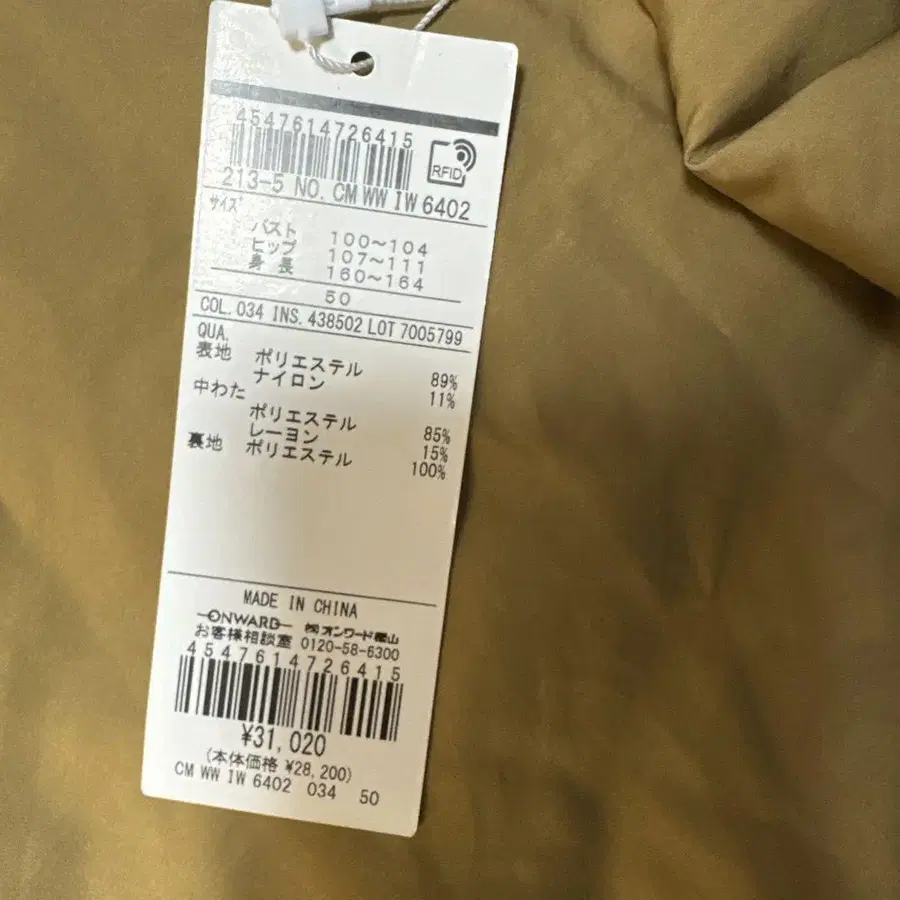 4547614726415
RFID
213-5 NO. CM WW IW 6402
サイズ
バスト 100~104
ヒップ 107~111
身長 160~164
50
COL. 034 INS. 438502 LOT 7005799
QUA.
表地 ポリエステル 89%
ナイロン 11%
中わた
ポリエステル 85%
レーヨン 15%
裏地 ポリエステル 100%
MADE IN CHINA
ONWARD ㈱オンワード樫山
お客様相談室 0120-58-6300
4547614726415
¥31,020
(本体価格 ¥28,200)
CM WW IW 6402 034 50